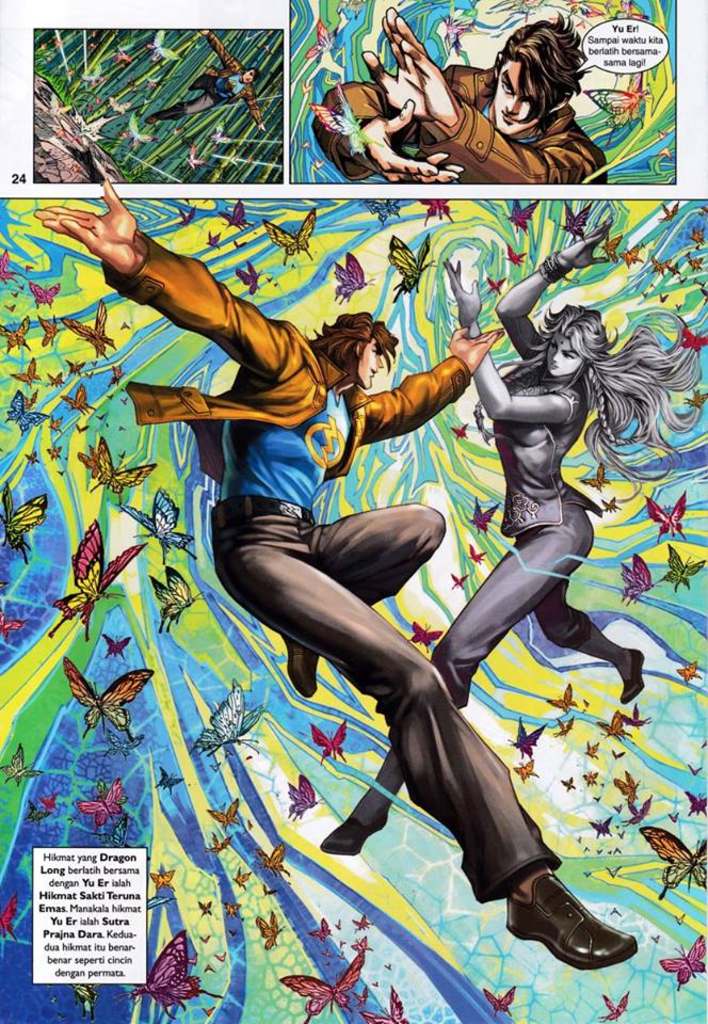 24
Yu Er!
Sampai waktu kita
berlatih bersama-
sama lagi!
Hikmat yang Dragon
Long berlatih bersama
dengan Yu Er ialah
Hikmat Sakti Teruna
Emas. Manakala hikmat
Yu Er ialah Sutra
Prajna Dara. Kedua-
dua hikmat itu benar-
benar seperti cincin
dengan permata.